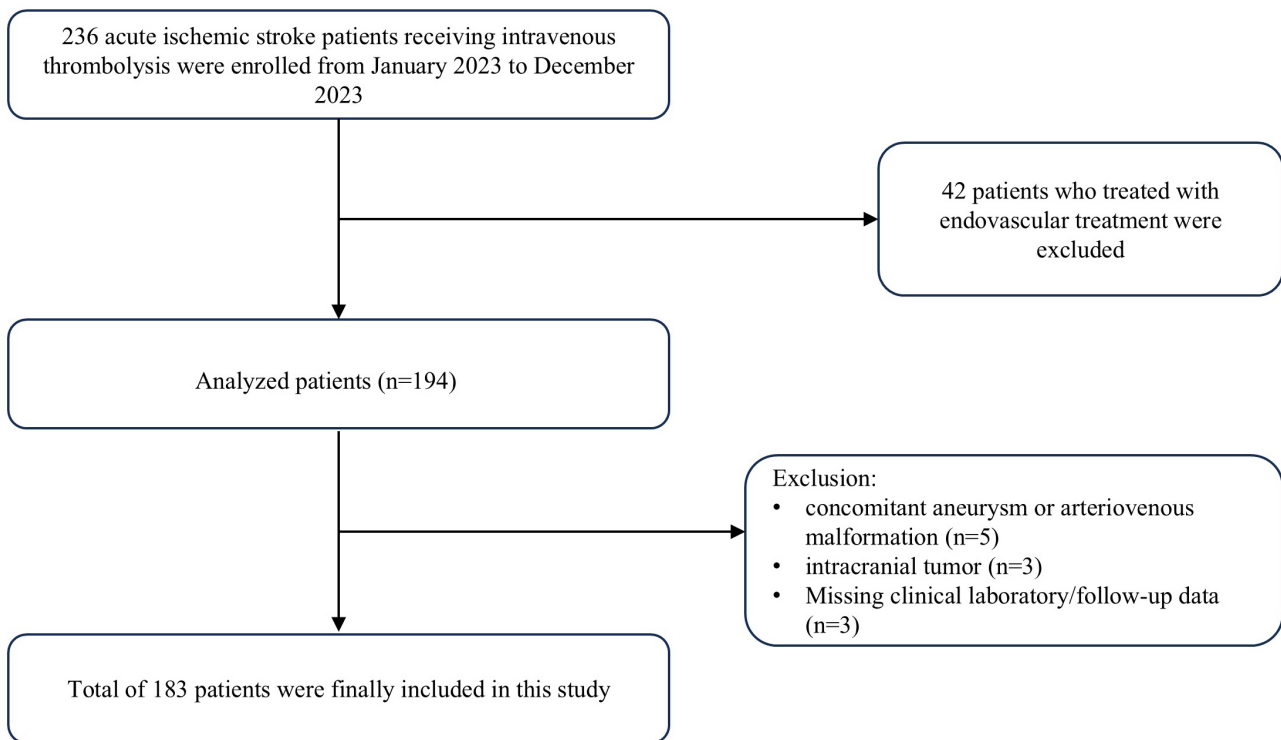 236 acute ischemic stroke patients receiving intravenous
thrombolysis were enrolled from January 2023 to December
2023
42 patients who treated with
endovascular treatment were
excluded
Analyzed patients (n=194)
Exclusion:
• concomitant aneurysm or arteriovenous
malformation (n=5)
• intracranial tumor (n=3)
• Missing clinical laboratory/follow-up data
(n=3)
Total of 183 patients were finally included in this study